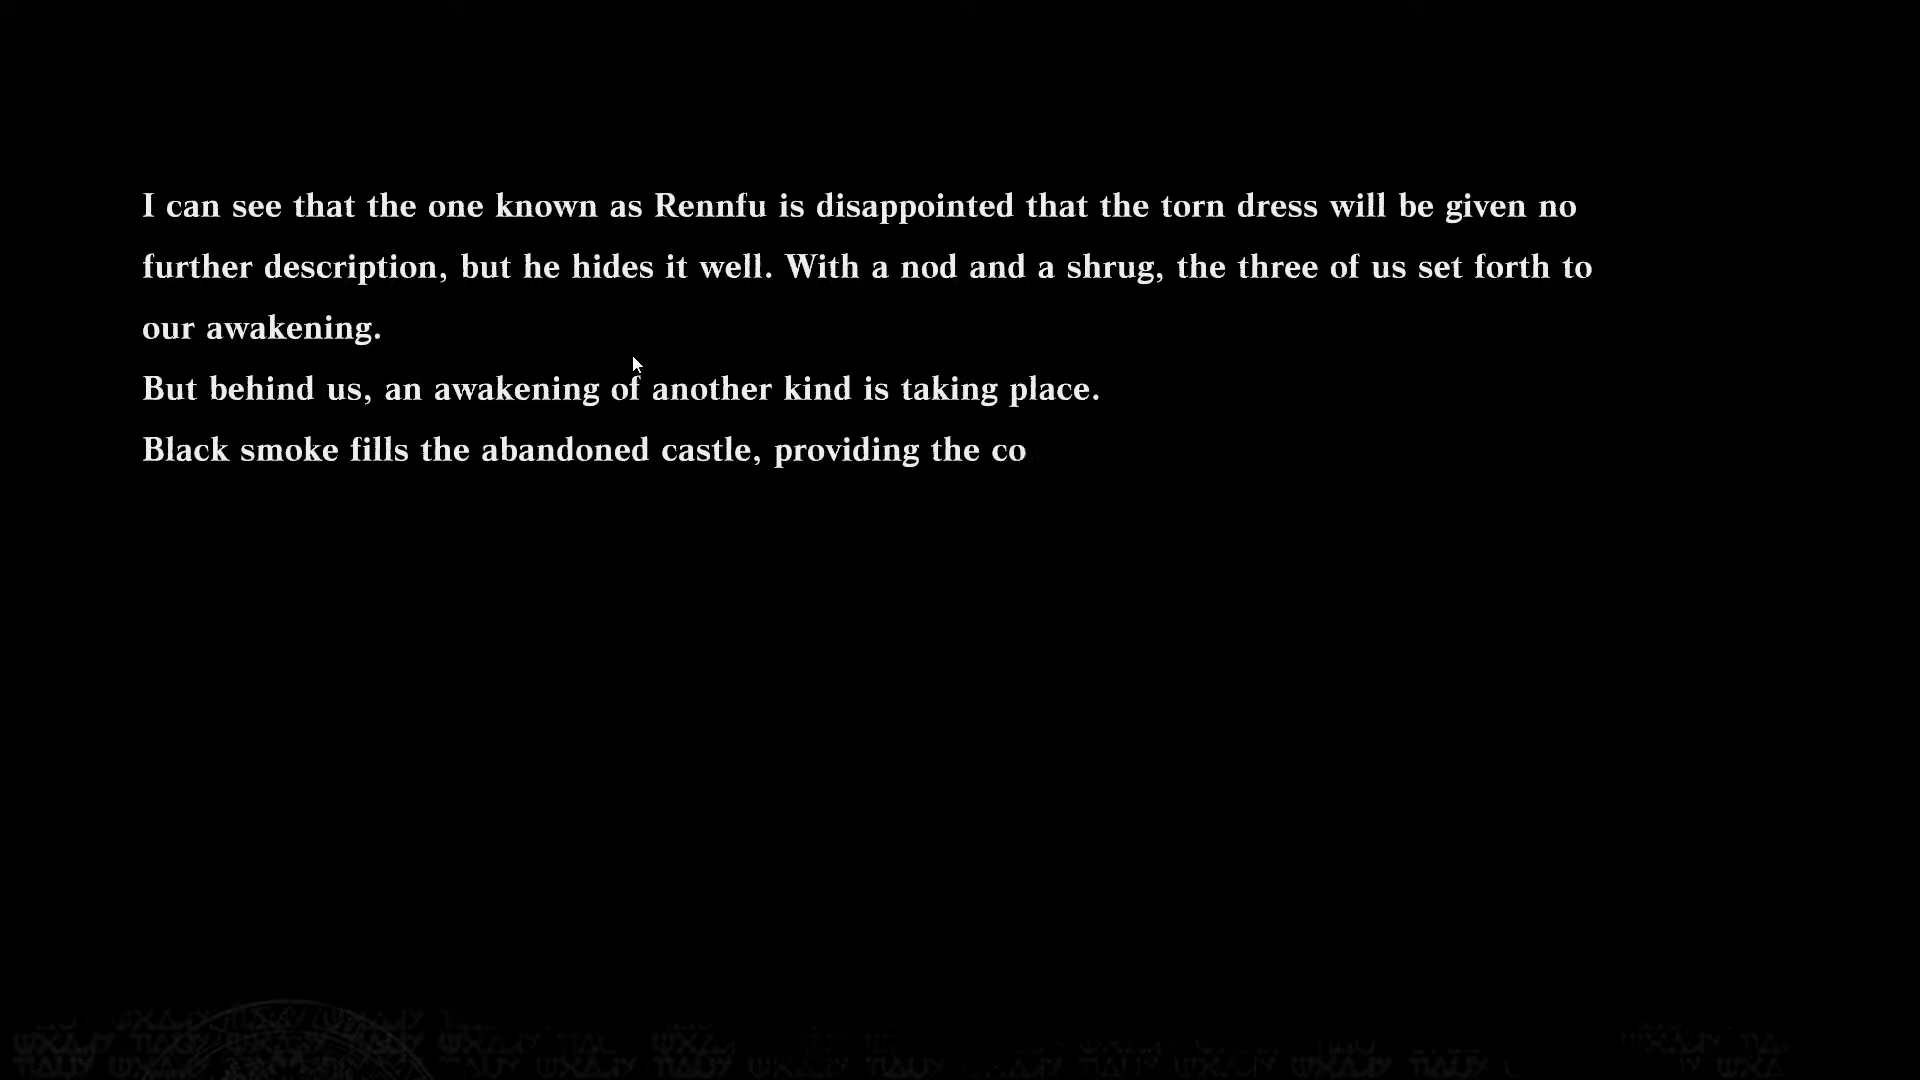 I can see that the one known as Rennfu is disappointed that the torn dress will be given no
further description, but he hides it well. With a nod and a shrug, the three of us set forth to
our awakening.
But behind us, an awakening of another kind is taking place.
Black smoke fills the abandoned castle, providing the co